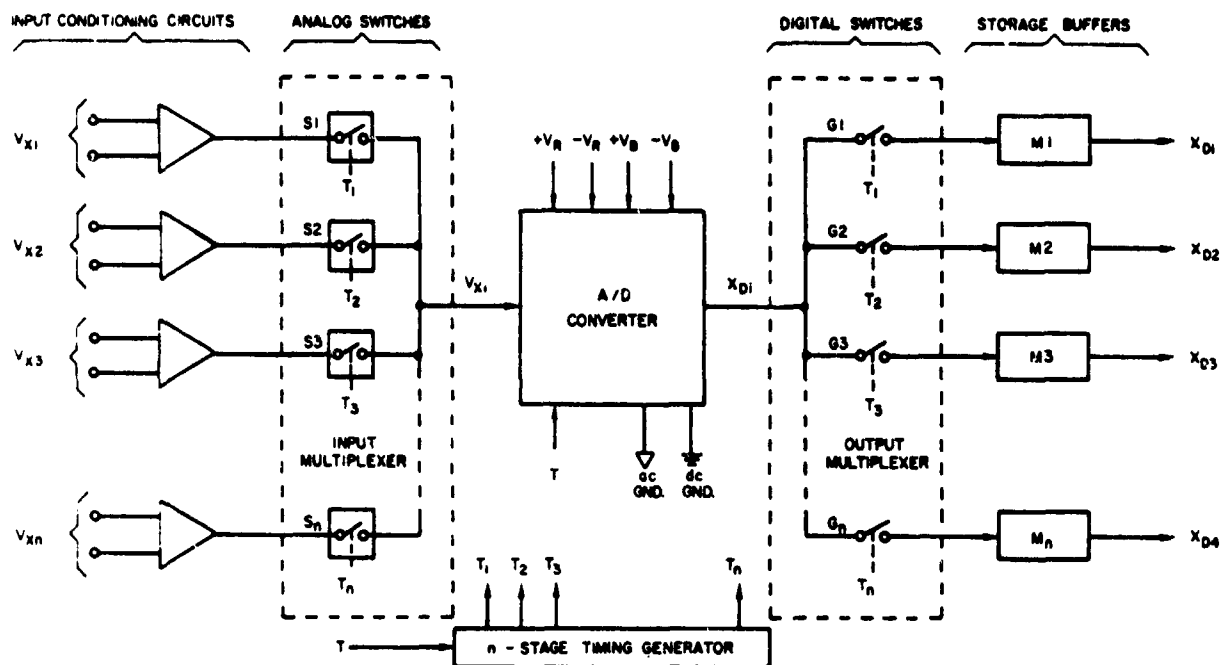 INPUT CONDITIONING CIRCUITS
ANALOG SWITCHES
DIGITAL SWITCHES
STORAGE BUFFERS
VX1
S1
T1
VX2
S2
T2
VX3
S3
T3
INPUT
MULTIPLEXER
VXn
Sn
Tn
VXi
+VR -VR +VB -VB
A/D
CONVERTER
T
ac
GND.
dc
GND.
XDi
G1
T1
M1
XD1
G2
T2
M2
XD2
G3
T3
M3
XD3
OUTPUT
MULTIPLEXER
Gn
Tn
Mn
XD4
T1 T2 T3 Tn
T
n - STAGE TIMING GENERATOR